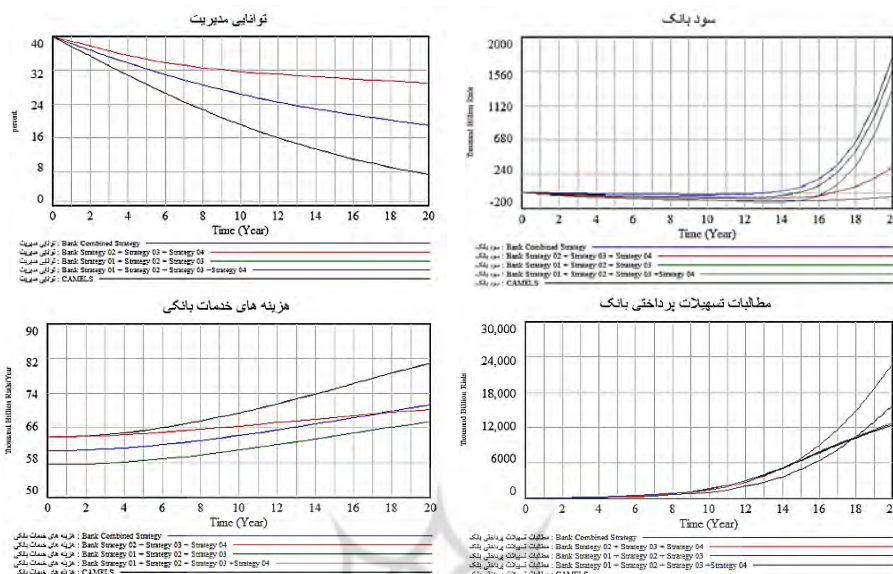 توانایی مدیریت
40
32
24
16
8
0
percent
0 2 4 6 8 10 12 14 16 18 20
Time (Year)
توانایی مدیریت : Bank Combined Strategy
توانایی مدیریت : Bank Strategy 02 + Strategy 03 + Strategy 04
توانایی مدیریت : Bank Strategy 01 + Strategy 02 + Strategy 03
توانایی مدیریت : Bank Strategy 01 + Strategy 02 + Strategy 03 +Strategy 04
توانایی مدیریت : CAMELS
سود بانک
2000
1560
1120
680
240
-200
Thousand Billion Rials
0 2 4 6 8 10 12 14 16 18 20
Time (Year)
سود بانک : Bank Combined Strategy
سود بانک : Bank Strategy 02 + Strategy 03 + Strategy 04
سود بانک : Bank Strategy 01 + Strategy 02 + Strategy 03
سود بانک : Bank Strategy 01 + Strategy 02 + Strategy 03 +Strategy 04
سود بانک : CAMELS
هزینه های خدمات بانکی
90
82
74
66
58
50
Thousand Billion Rials/Year
0 2 4 6 8 10 12 14 16 18 20
Time (Year)
هزینه های خدمات بانکی : Bank Combined Strategy
هزینه های خدمات بانکی : Bank Strategy 02 + Strategy 03 + Strategy 04
هزینه های خدمات بانکی : Bank Strategy 01 + Strategy 02 + Strategy 03
هزینه های خدمات بانکی : Bank Strategy 01 + Strategy 02 + Strategy 03 +Strategy 04
هزینه های خدمات بانکی : CAMELS
مطالبات تسهیلات پرداختی بانک
30,000
24,000
18,000
12,000
6000
0
Thousand Billion Rials
0 2 4 6 8 10 12 14 16 18 20
Time (Year)
مطالبات تسهیلات پرداختی بانک : Bank Combined Strategy
مطالبات تسهیلات پرداختی بانک : Bank Strategy 02 + Strategy 03 + Strategy 04
مطالبات تسهیلات پرداختی بانک : Bank Strategy 01 + Strategy 02 + Strategy 03
مطالبات تسهیلات پرداختی بانک : Bank Strategy 01 + Strategy 02 + Strategy 03 +Strategy 04
مطالبات تسهیلات پرداختی بانک : CAMELS